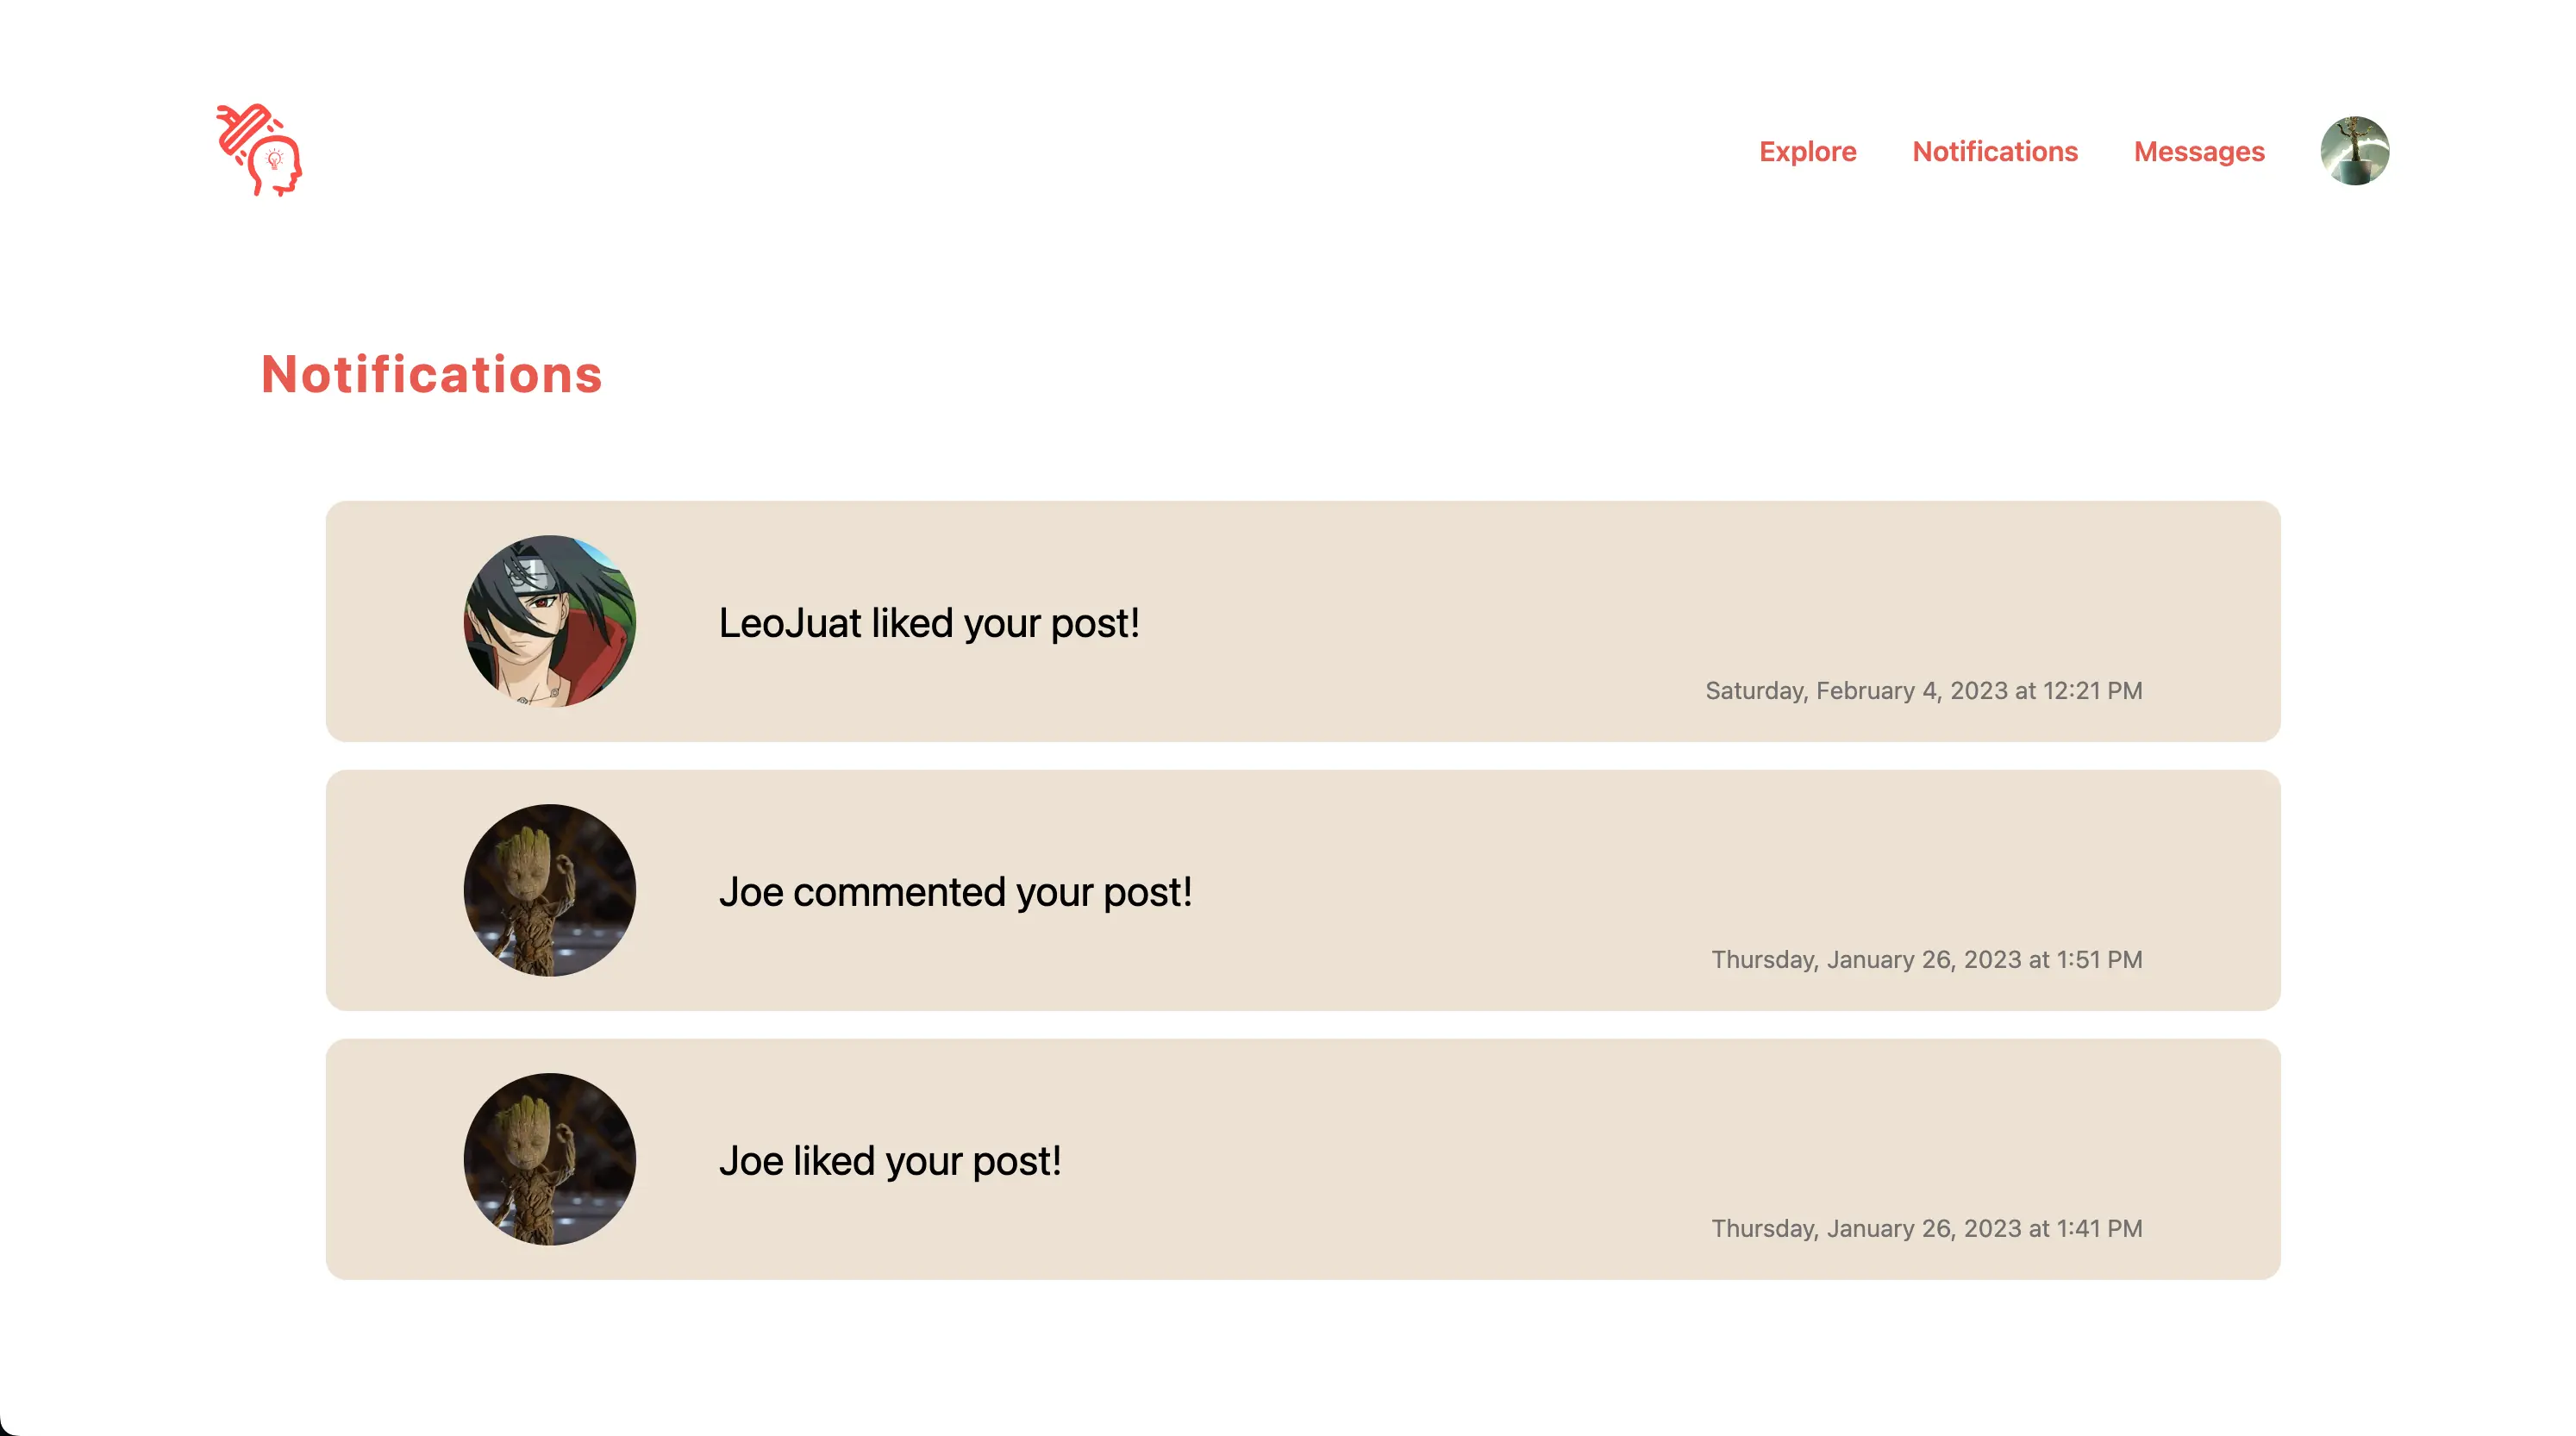 Explore Notifications Messages
Notifications
LeoJuat liked your post!
Saturday, February 4, 2023 at 12:21 PM
Joe commented your post!
Thursday, January 26, 2023 at 1:51 PM
Joe liked your post!
Thursday, January 26, 2023 at 1:41 PM